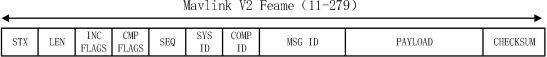 Mavlink V2 Feame (11-279)
STX
LEN
INC FLAGS
CMP FLAGS
SEQ
SYS ID
COMP ID
MSG ID
PAYLOAD
CHECKSUM